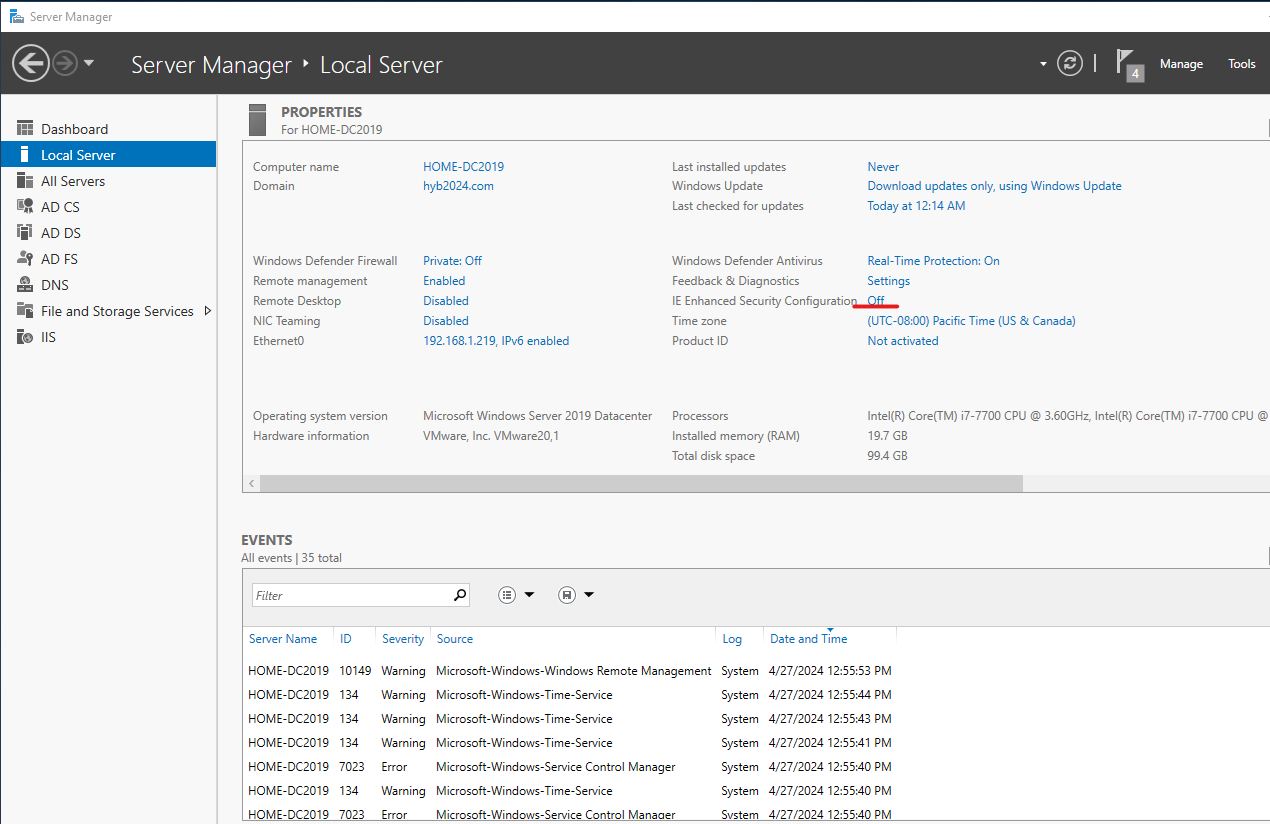 Server Manager
Server Manager ‣ Local Server
4
Manage
Tools
Dashboard
Local Server
All Servers
AD CS
AD DS
AD FS
DNS
File and Storage Services
IIS
PROPERTIES
For HOME-DC2019
Computer name HOME-DC2019 Last installed updates Never
Domain hyb2024.com Windows Update Download updates only, using Windows Update
Last checked for updates Today at 12:14 AM
Windows Defender Firewall Private: Off Windows Defender Antivirus Real-Time Protection: On
Remote management Enabled Feedback & Diagnostics Settings
Remote Desktop Disabled IE Enhanced Security Configuration Off
NIC Teaming Disabled Time zone (UTC-08:00) Pacific Time (US & Canada)
Ethernet0 192.168.1.219, IPv6 enabled Product ID Not activated
Operating system version Microsoft Windows Server 2019 Datacenter Processors Intel(R) Core(TM) i7-7700 CPU @ 3.60GHz, Intel(R) Core(TM) i7-7700 CPU @
Hardware information VMware, Inc. VMware20,1 Installed memory (RAM) 19.7 GB
Total disk space 99.4 GB
EVENTS
All events | 35 total
Filter
Server Name ID Severity Source Log Date and Time
HOME-DC2019 10149 Warning Microsoft-Windows-Windows Remote Management System 4/27/2024 12:55:53 PM
HOME-DC2019 134 Warning Microsoft-Windows-Time-Service System 4/27/2024 12:55:44 PM
HOME-DC2019 134 Warning Microsoft-Windows-Time-Service System 4/27/2024 12:55:43 PM
HOME-DC2019 134 Warning Microsoft-Windows-Time-Service System 4/27/2024 12:55:41 PM
HOME-DC2019 7023 Error Microsoft-Windows-Service Control Manager System 4/27/2024 12:55:40 PM
HOME-DC2019 134 Warning Microsoft-Windows-Time-Service System 4/27/2024 12:55:40 PM
HOME-DC2019 7023 Error Microsoft-Windows-Service Control Manager System 4/27/2024 12:55:40 PM